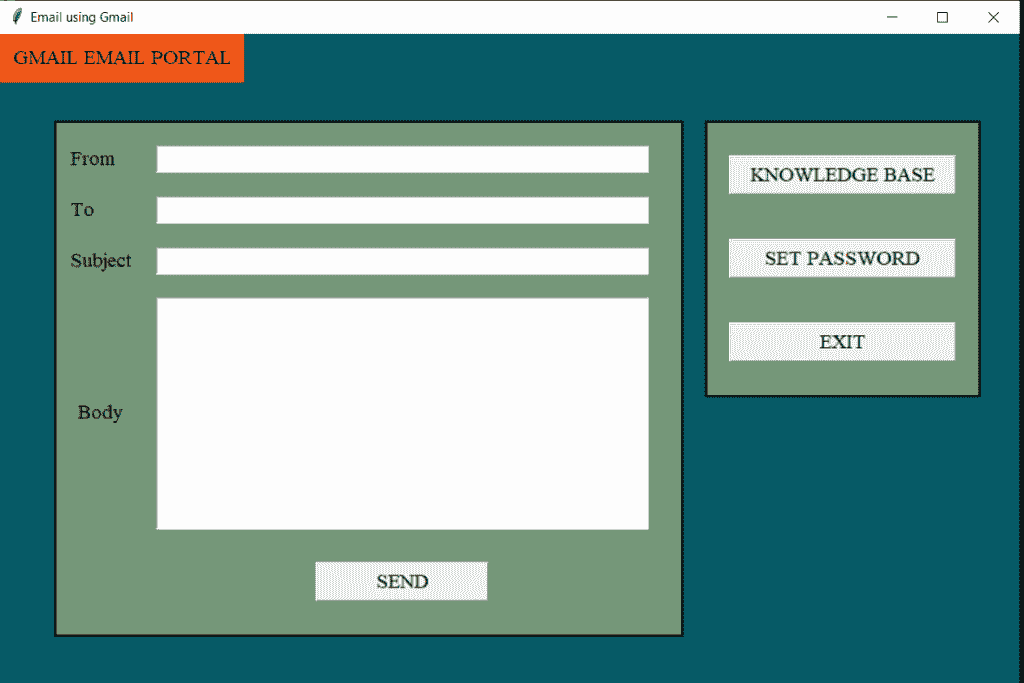 Email using Gmail
GMAIL EMAIL PORTAL
From
To
Subject
Body
SEND
KNOWLEDGE BASE
SET PASSWORD
EXIT